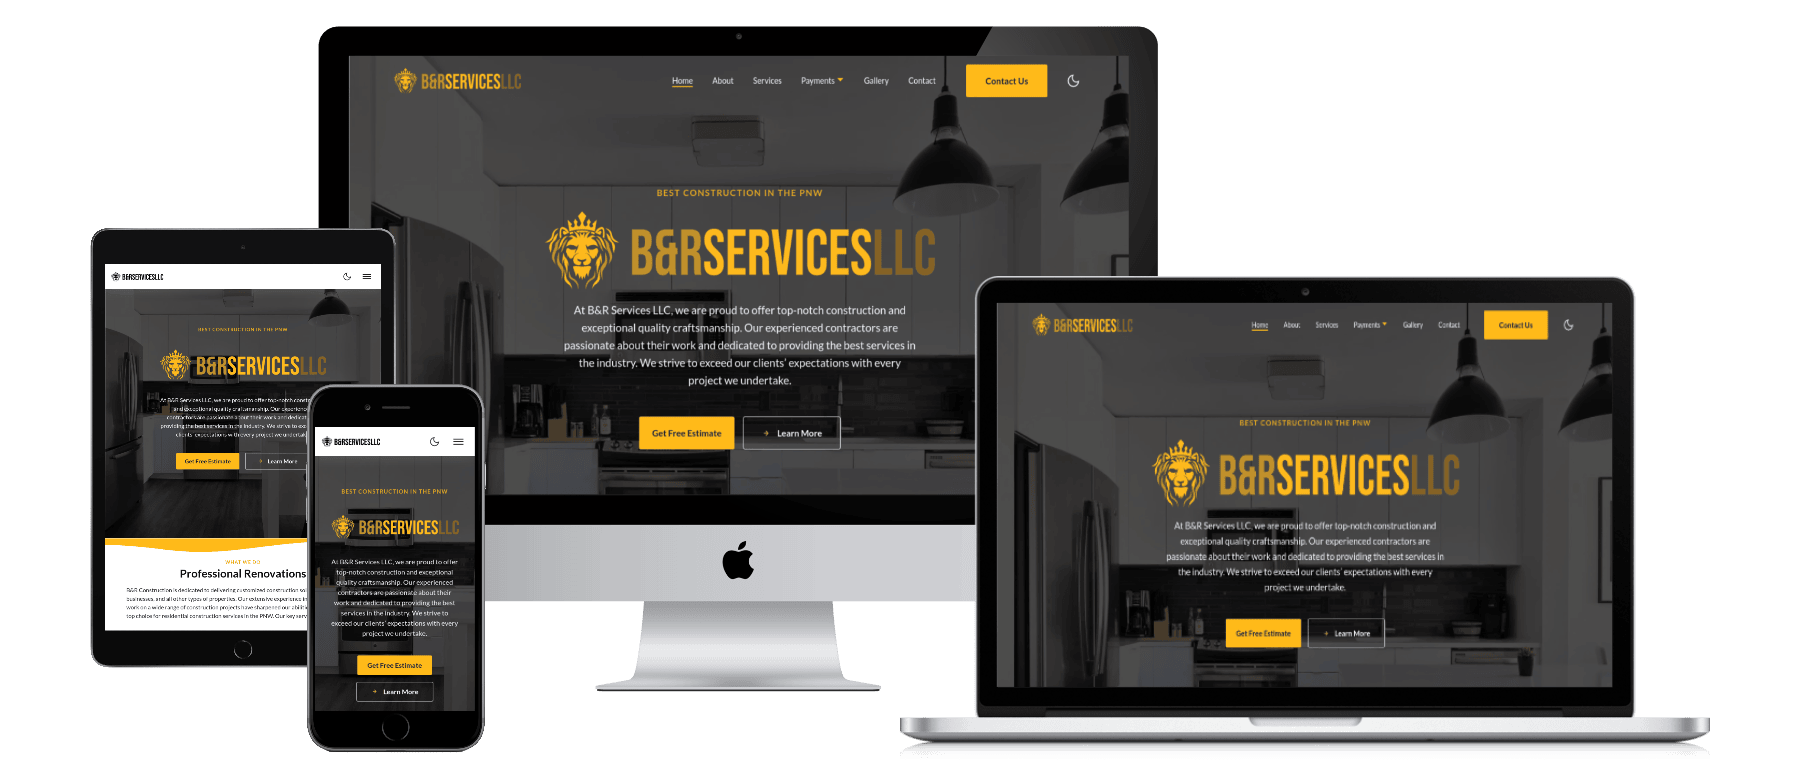 B&RSERVICESLLC
Home About Services Payments Gallery Contact Contact Us
BEST CONSTRUCTION IN THE PNW
B&RSERVICESLLC
At B&R Services LLC, we are proud to offer top-notch construction and
exceptional quality craftsmanship. Our experienced contractors are
passionate about their work and dedicated to providing the best services in
the industry. We strive to exceed our clients' expectations with every
project we undertake.
Get Free Estimate Learn More
B&RSERVICESLLC
BEST CONSTRUCTION IN THE PNW
B&RSERVICESLLC
At B&R Services LLC, we are proud to offer top-notch
and exceptional quality craftsmanship. Our
contractors are passionate about their work and
providing the best services in the industry. We strive to
clients' expectations with every project we
Get Free Estimate Learn More
WHAT WE DO
Professional Renovations
B&R Construction is dedicated to delivering customized construction
businesses, and all other types of properties. Our extensive experience in
work on a wide range of construction projects have sharpened our
top choice for residential construction services in the PNW. Our key
B&RSERVICESLLC
BEST CONSTRUCTION IN THE PNW
B&RSERVICESLLC
At B&R Services LLC, we are proud to offer
top-notch construction and exceptional
quality craftsmanship. Our experienced
contractors are passionate about their
work and dedicated to providing the best
services in the industry. We strive to
exceed our clients' expectations with every
project we undertake.
Get Free Estimate
Learn More
B&RSERVICESLLC
Home About Services Payments Gallery Contact Contact Us
BEST CONSTRUCTION IN THE PNW
B&RSERVICESLLC
At B&R Services LLC, we are proud to offer top-notch construction and
exceptional quality craftsmanship. Our experienced contractors are
passionate about their work and dedicated to providing the best services in
the industry. We strive to exceed our clients' expectations with every
project we undertake.
Get Free Estimate Learn More